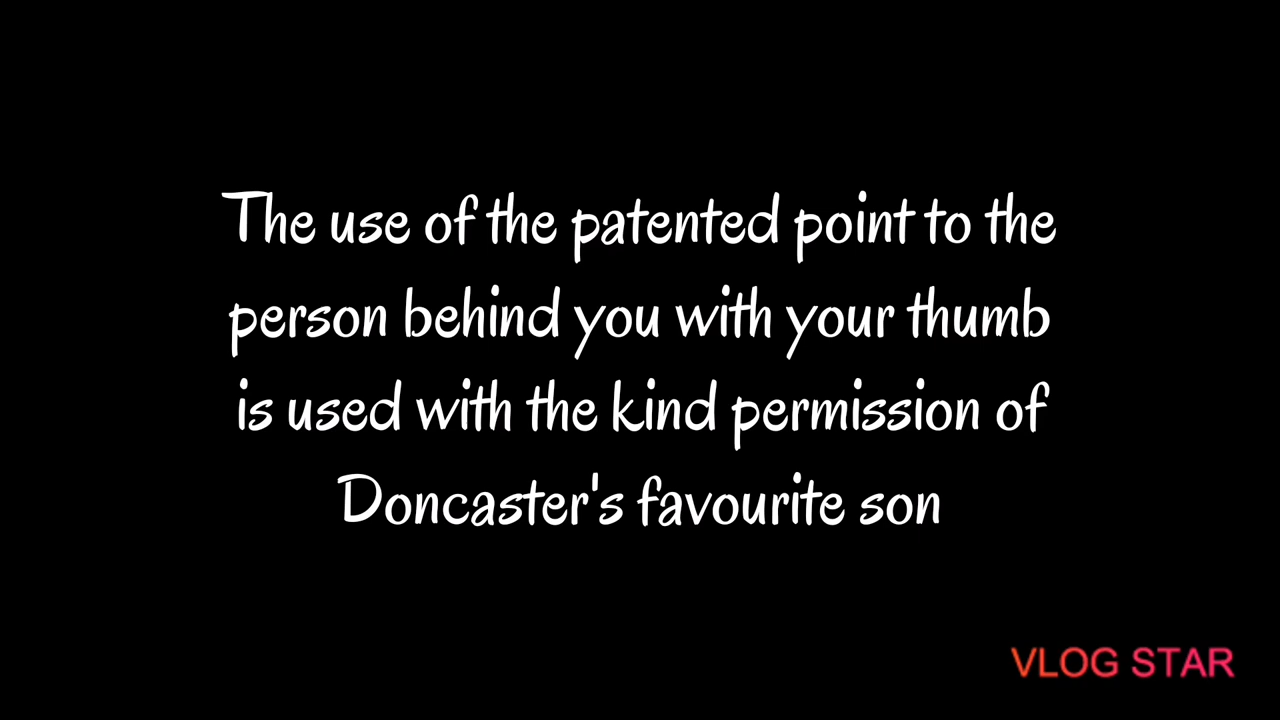 The use of the patented point to the
person behind you with your thumb
is used with the kind permission of
Doncaster's favourite son
VLOG STAR